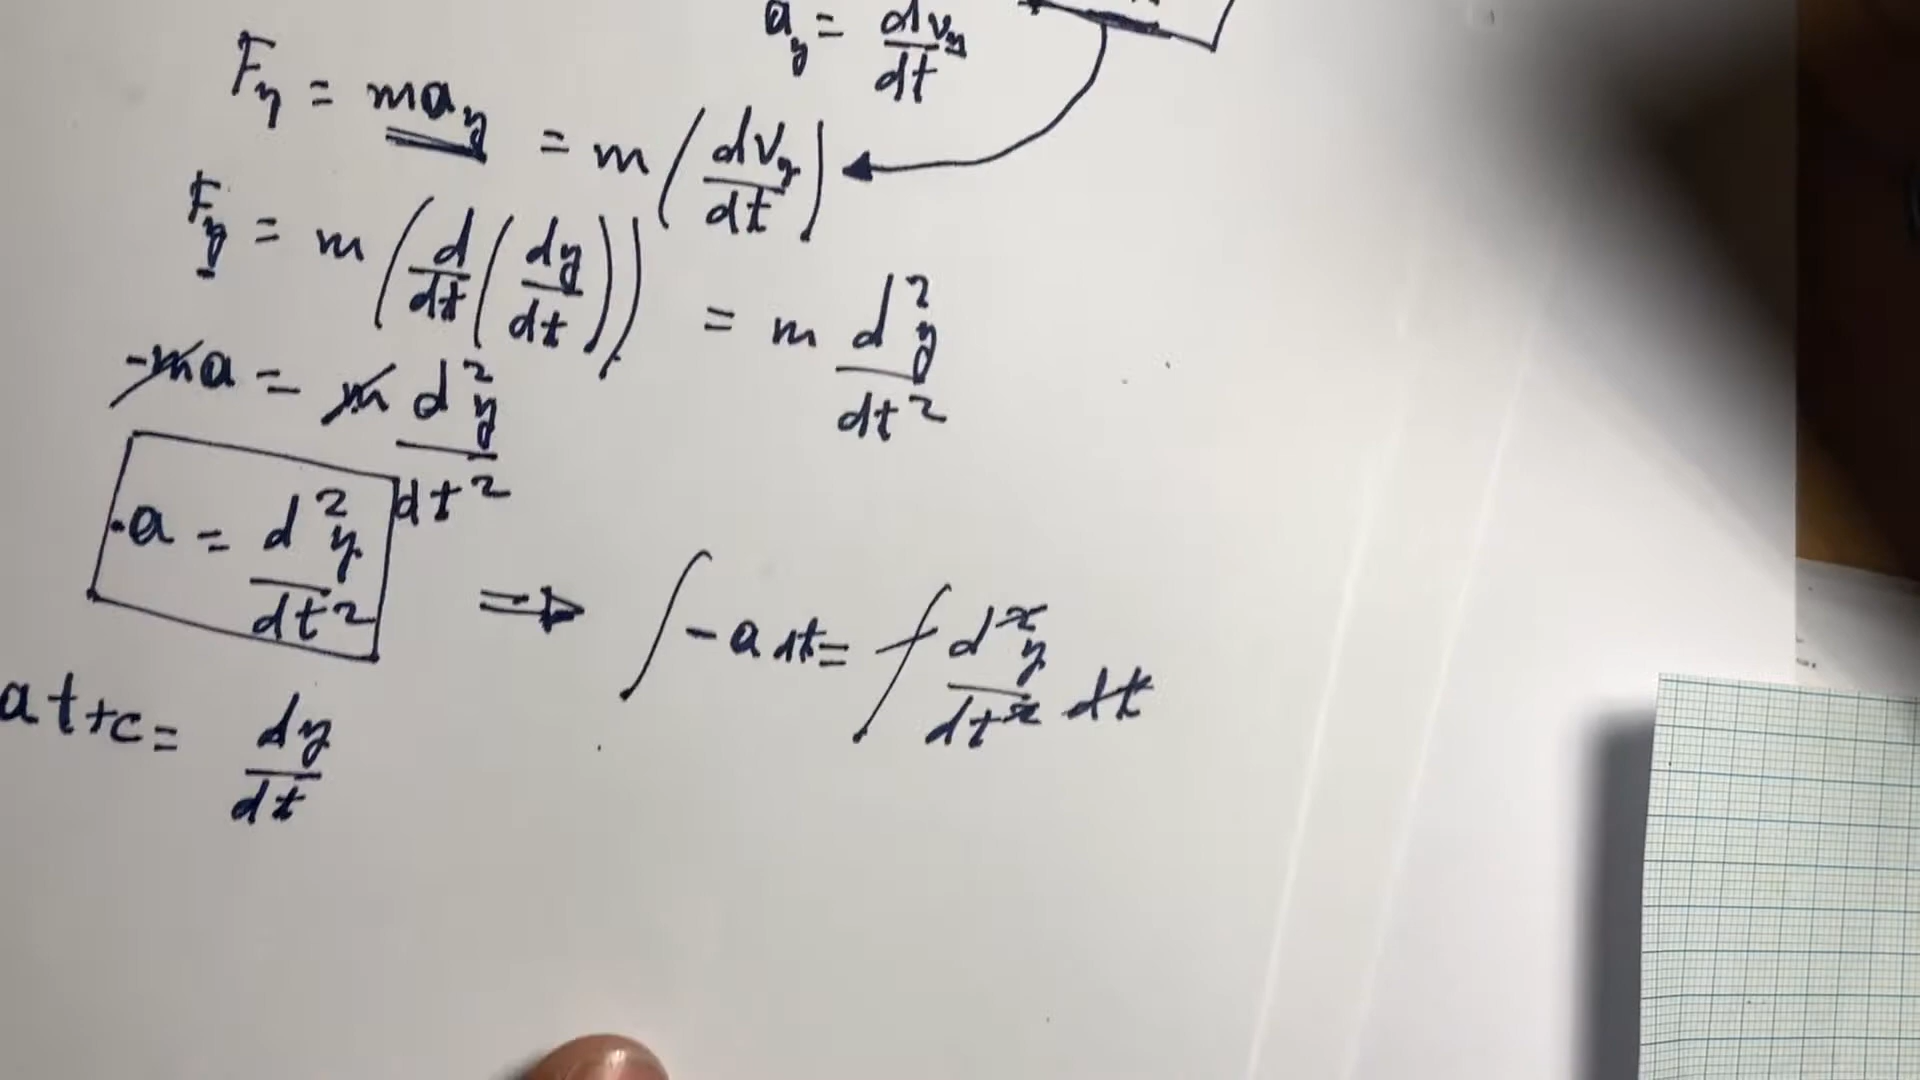 a_y = dv_y/dt
F_y = ma_y = m(dv_y/dt)
F_y = m(d/dt(dy/dt)) = m d²y/dt²
-ma = m d²y/dt²
-a = d²y/dt² ⇒ ∫-a dt = ∫ d²y/dt² dt
at+c = dy/dt